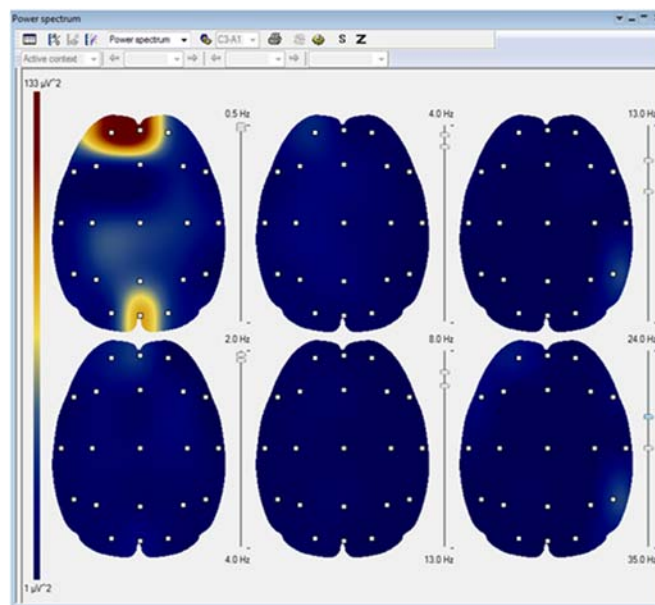 Power spectrum
Power spectrum C3-A1 S Z
Active context
133 µV^2
0.5 Hz 4.0 Hz 13.0 Hz
2.0 Hz 8.0 Hz 24.0 Hz
4.0 Hz 13.0 Hz 35.0 Hz
1 µV^2